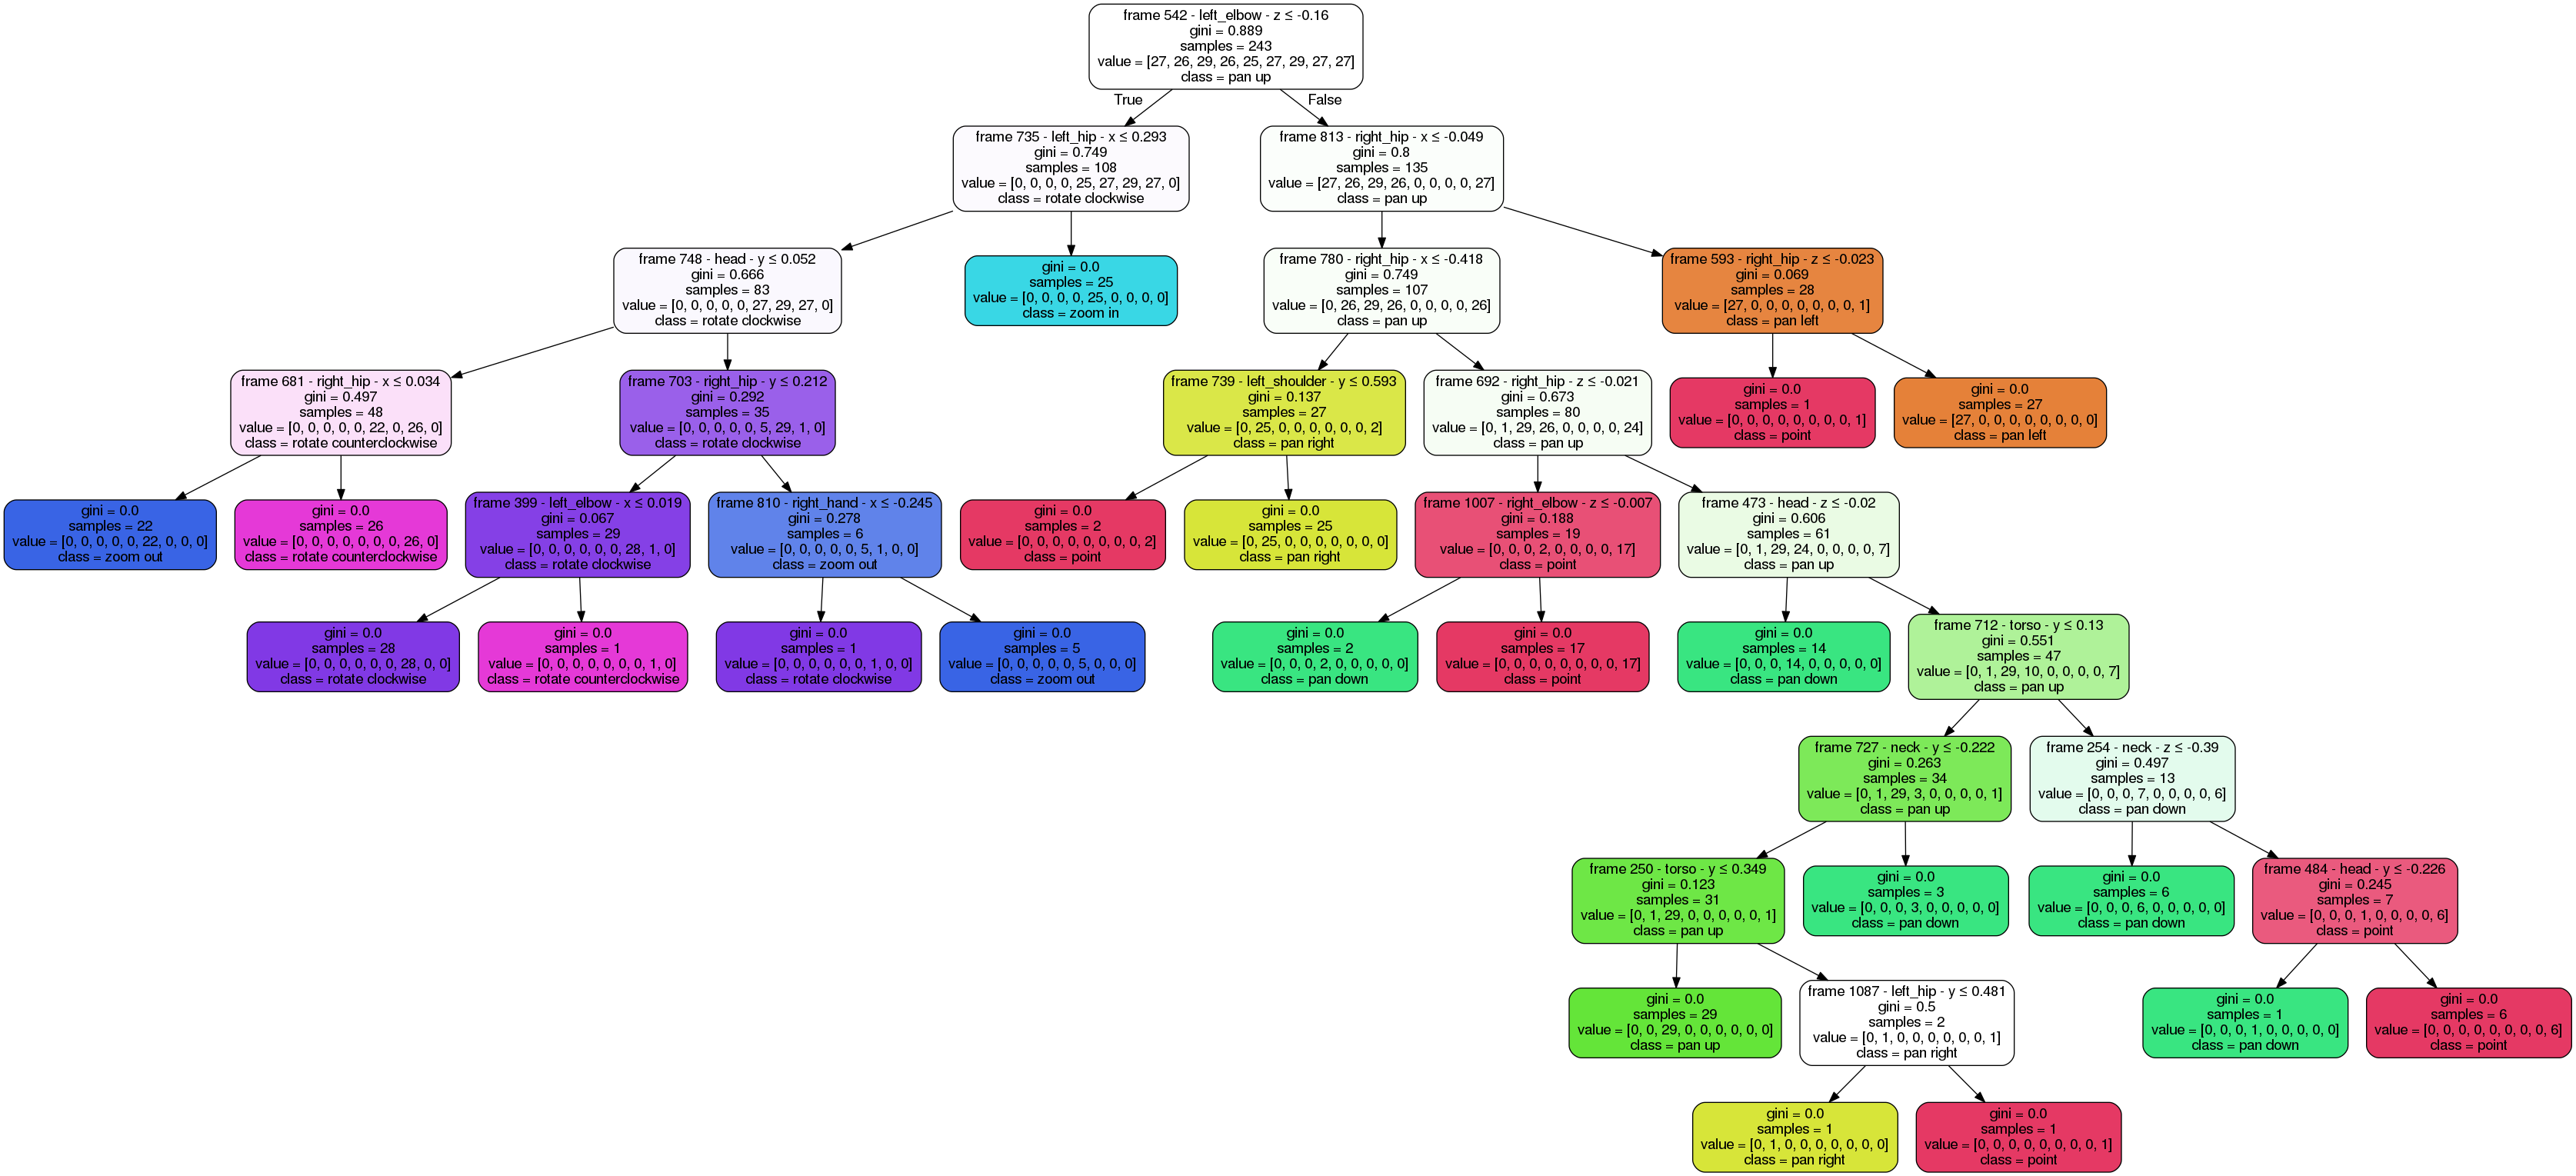 frame 542 - left_elbow - z ≤ -0.16
gini = 0.889
samples = 243
value = [27, 26, 29, 26, 25, 27, 29, 27, 27]
class = pan up
True
False
frame 735 - left_hip - x ≤ 0.293
gini = 0.749
samples = 108
value = [0, 0, 0, 0, 25, 27, 29, 27, 0]
class = rotate clockwise
frame 813 - right_hip - x ≤ -0.049
gini = 0.8
samples = 135
value = [27, 26, 29, 26, 0, 0, 0, 0, 27]
class = pan up
frame 748 - head - y ≤ 0.052
gini = 0.666
samples = 83
value = [0, 0, 0, 0, 0, 27, 29, 27, 0]
class = rotate clockwise
gini = 0.0
samples = 25
value = [0, 0, 0, 0, 25, 0, 0, 0, 0]
class = zoom in
frame 780 - right_hip - x ≤ -0.418
gini = 0.749
samples = 107
value = [0, 26, 29, 26, 0, 0, 0, 0, 26]
class = pan up
frame 593 - right_hip - z ≤ -0.023
gini = 0.069
samples = 28
value = [27, 0, 0, 0, 0, 0, 0, 0, 1]
class = pan left
frame 681 - right_hip - x ≤ 0.034
gini = 0.497
samples = 48
value = [0, 0, 0, 0, 0, 22, 0, 26, 0]
class = rotate counterclockwise
frame 703 - right_hip - y ≤ 0.212
gini = 0.292
samples = 35
value = [0, 0, 0, 0, 0, 5, 29, 1, 0]
class = rotate clockwise
frame 739 - left_shoulder - y ≤ 0.593
gini = 0.137
samples = 27
value = [0, 25, 0, 0, 0, 0, 0, 0, 2]
class = pan right
frame 692 - right_hip - z ≤ -0.021
gini = 0.673
samples = 80
value = [0, 1, 29, 26, 0, 0, 0, 0, 24]
class = pan up
gini = 0.0
samples = 1
value = [0, 0, 0, 0, 0, 0, 0, 0, 1]
class = point
gini = 0.0
samples = 27
value = [27, 0, 0, 0, 0, 0, 0, 0, 0]
class = pan left
gini = 0.0
samples = 22
value = [0, 0, 0, 0, 0, 22, 0, 0, 0]
class = zoom out
gini = 0.0
samples = 26
value = [0, 0, 0, 0, 0, 0, 0, 26, 0]
class = rotate counterclockwise
frame 399 - left_elbow - x ≤ 0.019
gini = 0.067
samples = 29
value = [0, 0, 0, 0, 0, 0, 28, 1, 0]
class = rotate clockwise
frame 810 - right_hand - x ≤ -0.245
gini = 0.278
samples = 6
value = [0, 0, 0, 0, 0, 5, 1, 0, 0]
class = zoom out
gini = 0.0
samples = 2
value = [0, 0, 0, 0, 0, 0, 0, 0, 2]
class = point
gini = 0.0
samples = 25
value = [0, 25, 0, 0, 0, 0, 0, 0, 0]
class = pan right
frame 1007 - right_elbow - z ≤ -0.007
gini = 0.188
samples = 19
value = [0, 0, 0, 2, 0, 0, 0, 0, 17]
class = point
frame 473 - head - z ≤ -0.02
gini = 0.606
samples = 61
value = [0, 1, 29, 24, 0, 0, 0, 0, 7]
class = pan up
gini = 0.0
samples = 28
value = [0, 0, 0, 0, 0, 0, 28, 0, 0]
class = rotate clockwise
gini = 0.0
samples = 1
value = [0, 0, 0, 0, 0, 0, 0, 1, 0]
class = rotate counterclockwise
gini = 0.0
samples = 1
value = [0, 0, 0, 0, 0, 0, 1, 0, 0]
class = rotate clockwise
gini = 0.0
samples = 5
value = [0, 0, 0, 0, 0, 5, 0, 0, 0]
class = zoom out
gini = 0.0
samples = 2
value = [0, 0, 0, 2, 0, 0, 0, 0, 0]
class = pan down
gini = 0.0
samples = 17
value = [0, 0, 0, 0, 0, 0, 0, 0, 17]
class = point
gini = 0.0
samples = 14
value = [0, 0, 0, 14, 0, 0, 0, 0, 0]
class = pan down
frame 712 - torso - y ≤ 0.13
gini = 0.551
samples = 47
value = [0, 1, 29, 10, 0, 0, 0, 0, 7]
class = pan up
frame 727 - neck - y ≤ -0.222
gini = 0.263
samples = 34
value = [0, 1, 29, 3, 0, 0, 0, 0, 1]
class = pan up
frame 254 - neck - z ≤ -0.39
gini = 0.497
samples = 13
value = [0, 0, 0, 7, 0, 0, 0, 0, 6]
class = pan down
frame 250 - torso - y ≤ 0.349
gini = 0.123
samples = 31
value = [0, 1, 29, 0, 0, 0, 0, 0, 1]
class = pan up
gini = 0.0
samples = 3
value = [0, 0, 0, 3, 0, 0, 0, 0, 0]
class = pan down
gini = 0.0
samples = 6
value = [0, 0, 0, 6, 0, 0, 0, 0, 0]
class = pan down
frame 484 - head - y ≤ -0.226
gini = 0.245
samples = 7
value = [0, 0, 0, 1, 0, 0, 0, 0, 6]
class = point
gini = 0.0
samples = 29
value = [0, 0, 29, 0, 0, 0, 0, 0, 0]
class = pan up
frame 1087 - left_hip - y ≤ 0.481
gini = 0.5
samples = 2
value = [0, 1, 0, 0, 0, 0, 0, 0, 1]
class = pan right
gini = 0.0
samples = 1
value = [0, 0, 0, 1, 0, 0, 0, 0, 0]
class = pan down
gini = 0.0
samples = 6
value = [0, 0, 0, 0, 0, 0, 0, 0, 6]
class = point
gini = 0.0
samples = 1
value = [0, 1, 0, 0, 0, 0, 0, 0, 0]
class = pan right
gini = 0.0
samples = 1
value = [0, 0, 0, 0, 0, 0, 0, 0, 1]
class = point